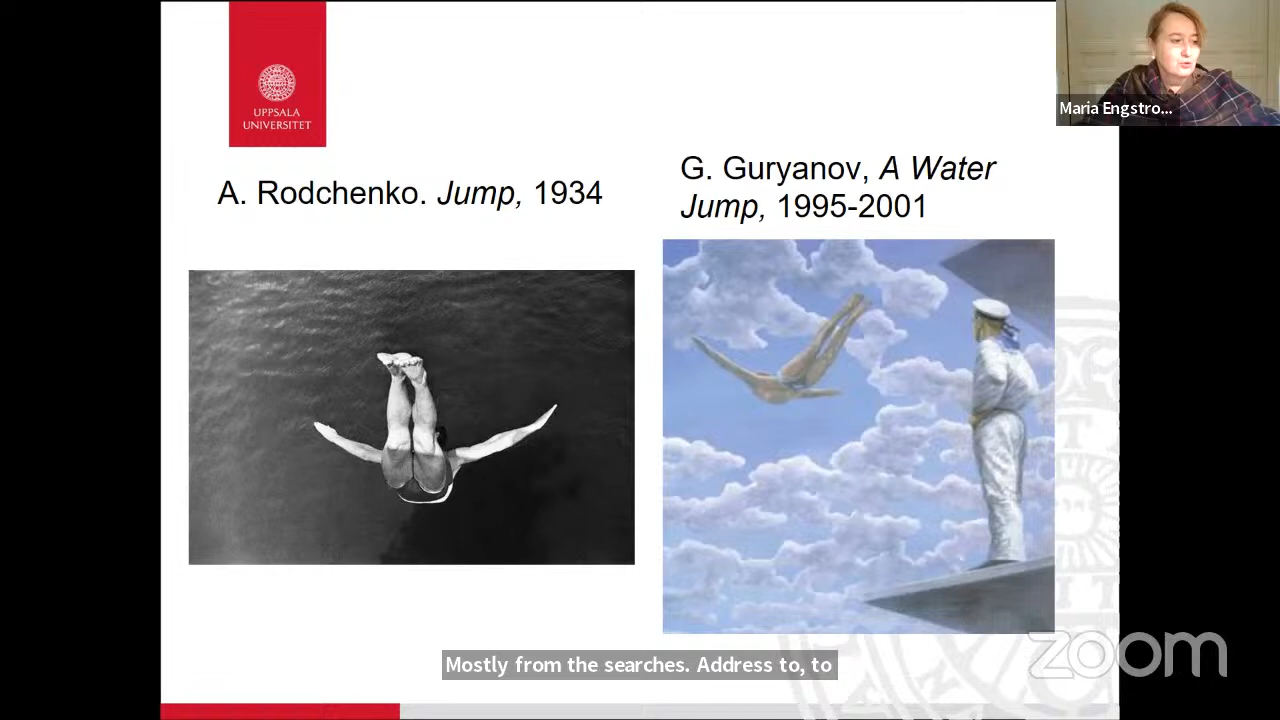 UPPSALA
UNIVERSITET
Maria Engstro...
A. Rodchenko. Jump, 1934
G. Guryanov, A Water
Jump, 1995-2001
Mostly from the searches. Address to, to
zoom